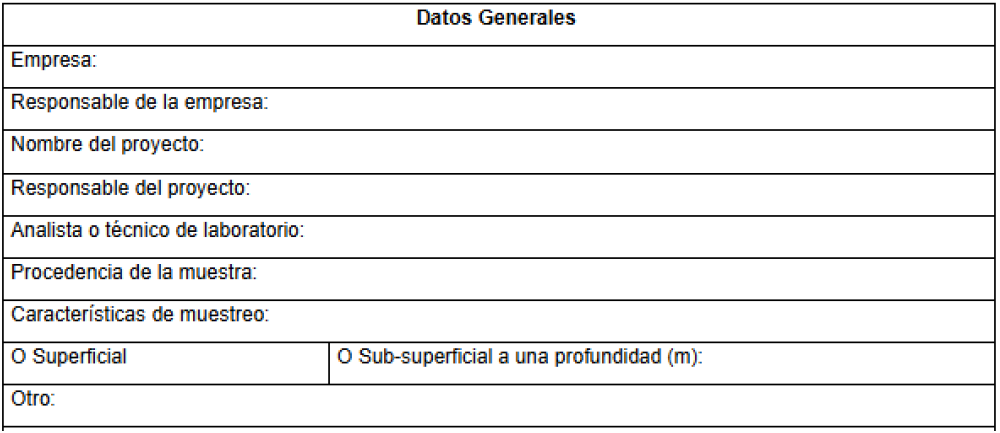 Datos Generales
Empresa:
Responsable de la empresa:
Nombre del proyecto:
Responsable del proyecto:
Analista o técnico de laboratorio:
Procedencia de la muestra:
Características de muestreo:
O Superficial
O Sub-superficial a una profundidad (m):
Otro: